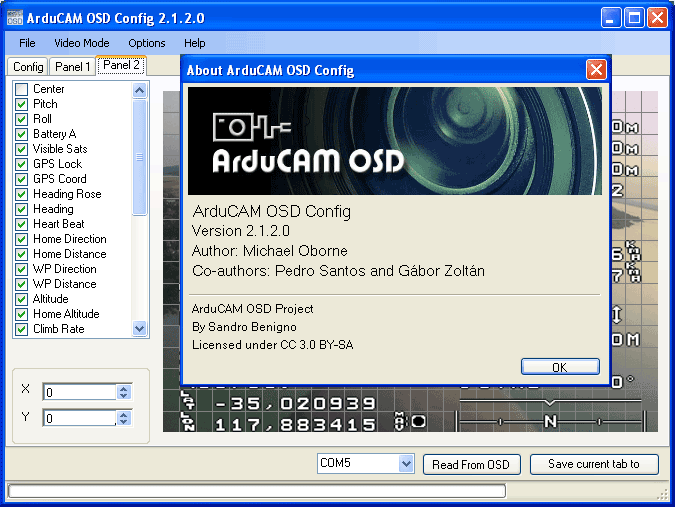 ArduCAM OSD Config 2.1.2.0
File Video Mode Options Help
Config Panel 1 Panel 2
Center
Pitch
Roll
Battery A
Visible Sats
GPS Lock
GPS Coord
Heading Rose
Heading
Heart Beat
Home Direction
Home Distance
WP Direction
WP Distance
Altitude
Home Altitude
Climb Rate
X 0
Y 0
About ArduCAM OSD Config
ArduCAM OSD
ArduCAM OSD Config
Version 2.1.2.0
Author: Michael Oborne
Co-authors: Pedro Santos and Gábor Zoltán
ArduCAM OSD Project
By Sandro Benigno
Licensed under CC 3.0 BY-SA
OK
-35,020939
117,883415
N
COM5 Read From OSD Save current tab to